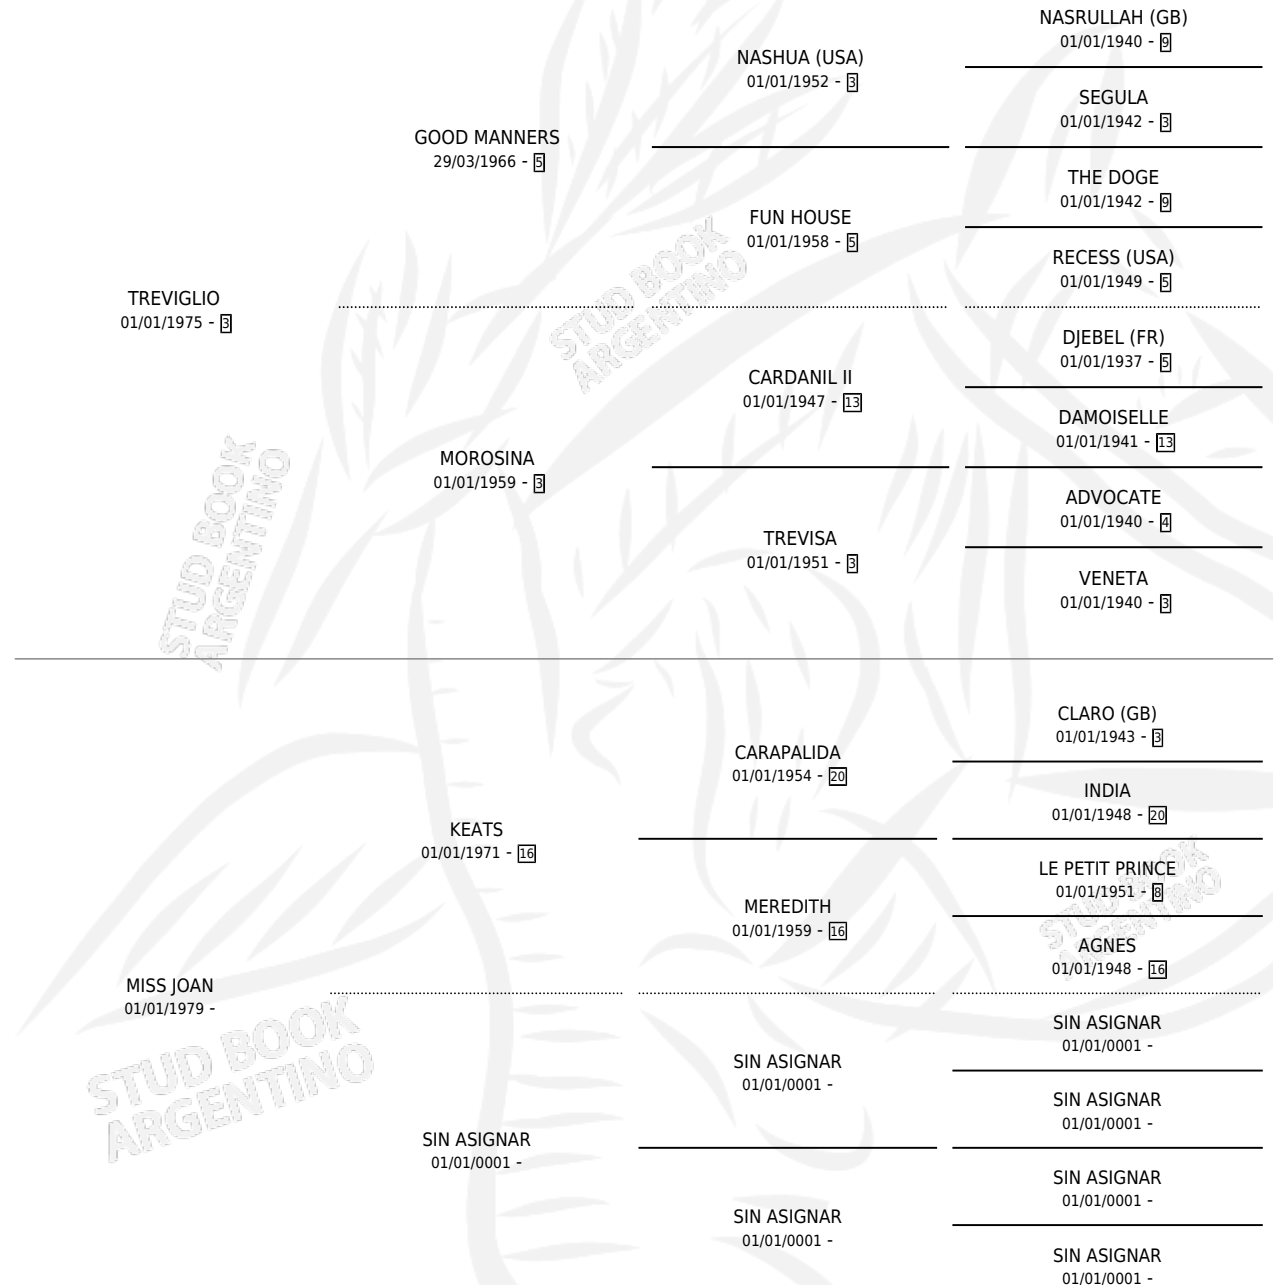 NASRULLAH (GB)
01/01/1940 - 9
NASHUA (USA)
01/01/1952 - 3
SEGULA
01/01/1942 - 3
GOOD MANNERS
29/03/1966 - 5
THE DOGE
01/01/1942 - 9
FUN HOUSE
01/01/1958 - 5
RECESS (USA)
01/01/1949 - 5
TREVIGLIO
01/01/1975 - 3
DJEBEL (FR)
01/01/1937 - 5
CARDANIL II
01/01/1947 - 13
DAMOISELLE
01/01/1941 - 13
MOROSINA
01/01/1959 - 3
ADVOCATE
01/01/1940 - 4
TREVISA
01/01/1951 - 3
VENETA
01/01/1940 - 3
CLARO (GB)
01/01/1943 - 3
CARAPALIDA
01/01/1954 - 20
INDIA
01/01/1948 - 20
KEATS
01/01/1971 - 16
LE PETIT PRINCE
01/01/1951 - 8
MEREDITH
01/01/1959 - 16
AGNES
01/01/1948 - 16
MISS JOAN
01/01/1979 -
SIN ASIGNAR
01/01/0001 -
SIN ASIGNAR
01/01/0001 -
SIN ASIGNAR
01/01/0001 -
SIN ASIGNAR
01/01/0001 -
SIN ASIGNAR
01/01/0001 -
SIN ASIGNAR
01/01/0001 -
SIN ASIGNAR
01/01/0001 -
STUD BOOK
ARGENTINO
STUD BOOK
ARGENTINO
STUD BOOK
ARGENTINO
STUD BOOK
ARGENTINO